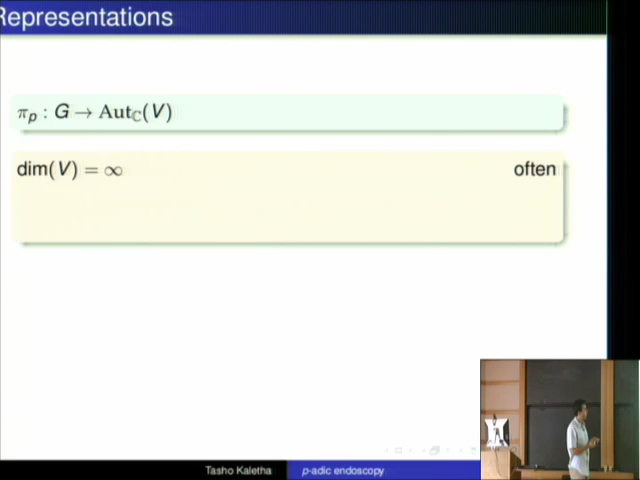 Representations
π_p : G → Aut_ℂ(V)
dim(V) = ∞ often
Tasho Kaletha p-adic endoscopy